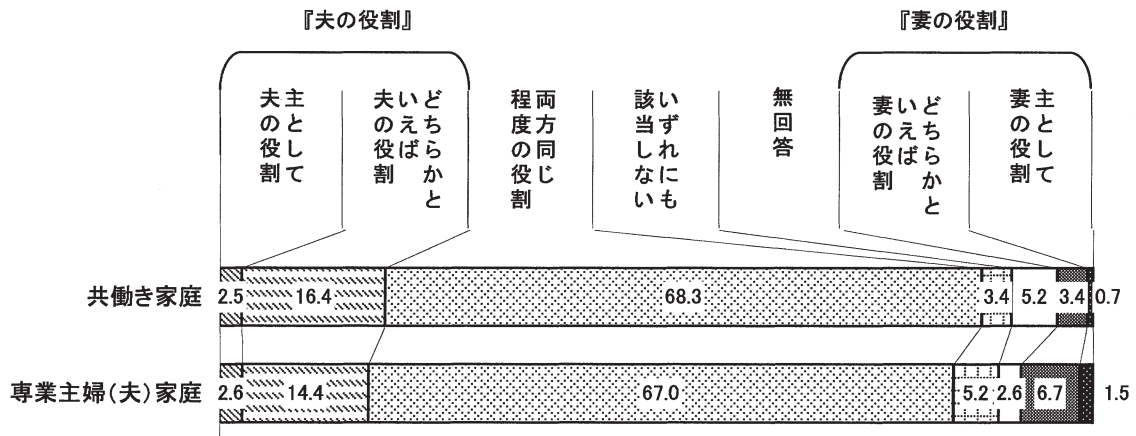 『夫の役割』
『妻の役割』
主として
夫の役割
どちらかと
いえば
夫の役割
両方同じ
程度の役割
いずれにも
該当しない
無回答
どちらかと
いえば
妻の役割
主として
妻の役割
共働き家庭 2.5 16.4 68.3 3.4 5.2 3.4 0.7
専業主婦(夫)家庭 2.6 14.4 67.0 5.2 2.6 6.7 1.5